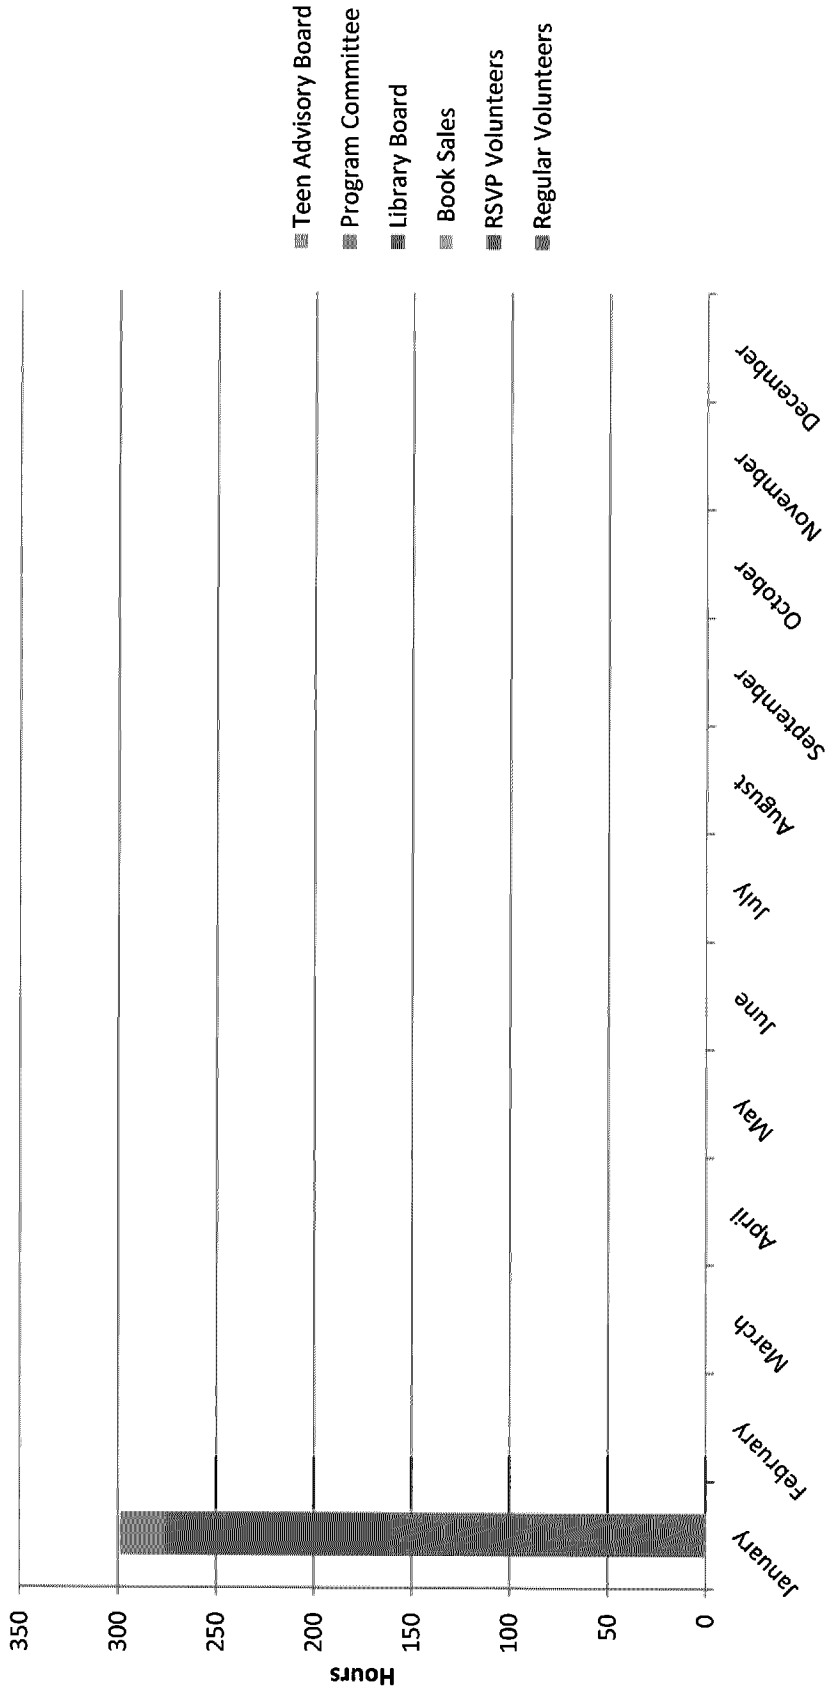 350
300
250
200
150
100
50
0
Hours
January
February
March
April
May
June
July
August
September
October
November
December
Teen Advisory Board
Program Committee
Library Board
Book Sales
RSVP Volunteers
Regular Volunteers